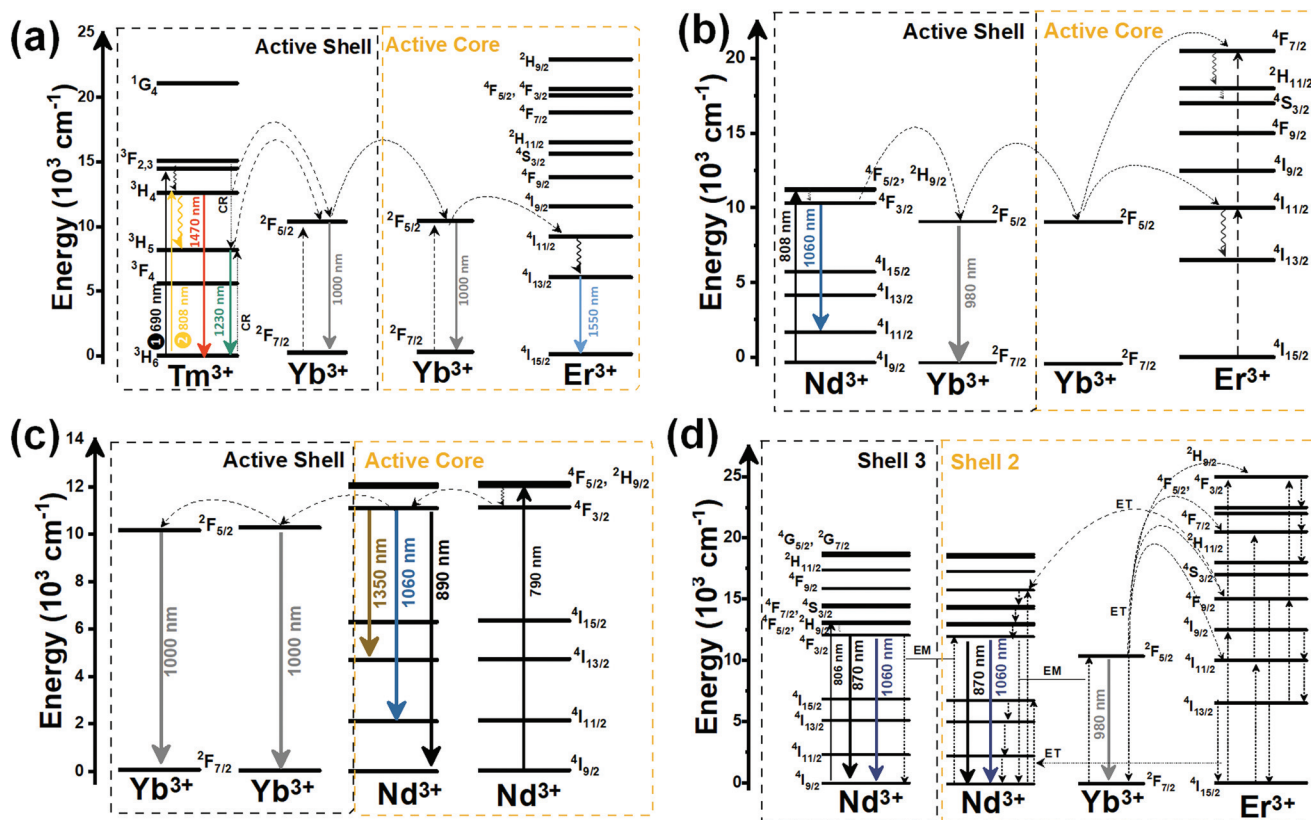 (a)
Energy (10³ cm⁻¹)
25
20
15
10
5
0
Active Shell
Active Core
¹G₄
³F₂,₃
³H₄
³H₅
³F₄
³H₆
CR
CR
1 690 nm
2 808 nm
1470 nm
1230 nm
Tm³⁺
²F₅/₂
1000 nm
²F₇/₂
Yb³⁺
²F₅/₂
1000 nm
²F₇/₂
Yb³⁺
²H₉/₂
⁴F₅/₂, ⁴F₃/₂
⁴F₇/₂
²H₁₁/₂
⁴S₃/₂
⁴F₉/₂
⁴I₉/₂
⁴I₁₁/₂
⁴I₁₃/₂
1550 nm
⁴I₁₅/₂
Er³⁺
(b)
Energy (10³ cm⁻¹)
20
15
10
5
0
Active Shell
Active Core
⁴F₅/₂, ²H₉/₂
⁴F₃/₂
808 nm
1060 nm
⁴I₁₅/₂
⁴I₁₃/₂
⁴I₁₁/₂
⁴I₉/₂
Nd³⁺
²F₅/₂
980 nm
²F₇/₂
Yb³⁺
²F₅/₂
²F₇/₂
Yb³⁺
⁴F₇/₂
²H₁₁/₂
⁴S₃/₂
⁴F₉/₂
⁴I₉/₂
⁴I₁₁/₂
⁴I₁₃/₂
⁴I₁₅/₂
Er³⁺
(c)
Energy (10³ cm⁻¹)
14
12
10
8
6
4
2
0
Active Shell
Active Core
1000 nm
Yb³⁺
²F₅/₂
²F₇/₂
1000 nm
Yb³⁺
1350 nm
1060 nm
890 nm
Nd³⁺
⁴F₅/₂, ²H₉/₂
⁴F₃/₂
790 nm
⁴I₁₅/₂
⁴I₁₃/₂
⁴I₁₁/₂
⁴I₉/₂
Nd³⁺
(d)
Energy (10³ cm⁻¹)
25
20
15
10
5
0
Shell 3
Shell 2
⁴G₅/₂, ²G₇/₂
²H₁₁/₂
⁴F₉/₂
⁴F₇/₂, ⁴S₃/₂
⁴F₅/₂, ²H₉/₂
⁴F₃/₂
806 nm
870 nm
1060 nm
⁴I₁₅/₂
⁴I₁₃/₂
⁴I₁₁/₂
⁴I₉/₂
Nd³⁺
EM
870 nm
1060 nm
Nd³⁺
EM
ET
ET
ET
²F₅/₂
980 nm
²F₇/₂
Yb³⁺
²H₉/₂
⁴F₅/₂, ⁴F₃/₂
⁴F₇/₂
²H₁₁/₂
⁴S₃/₂
⁴F₉/₂
⁴I₉/₂
⁴I₁₁/₂
⁴I₁₃/₂
⁴I₁₅/₂
Er³⁺